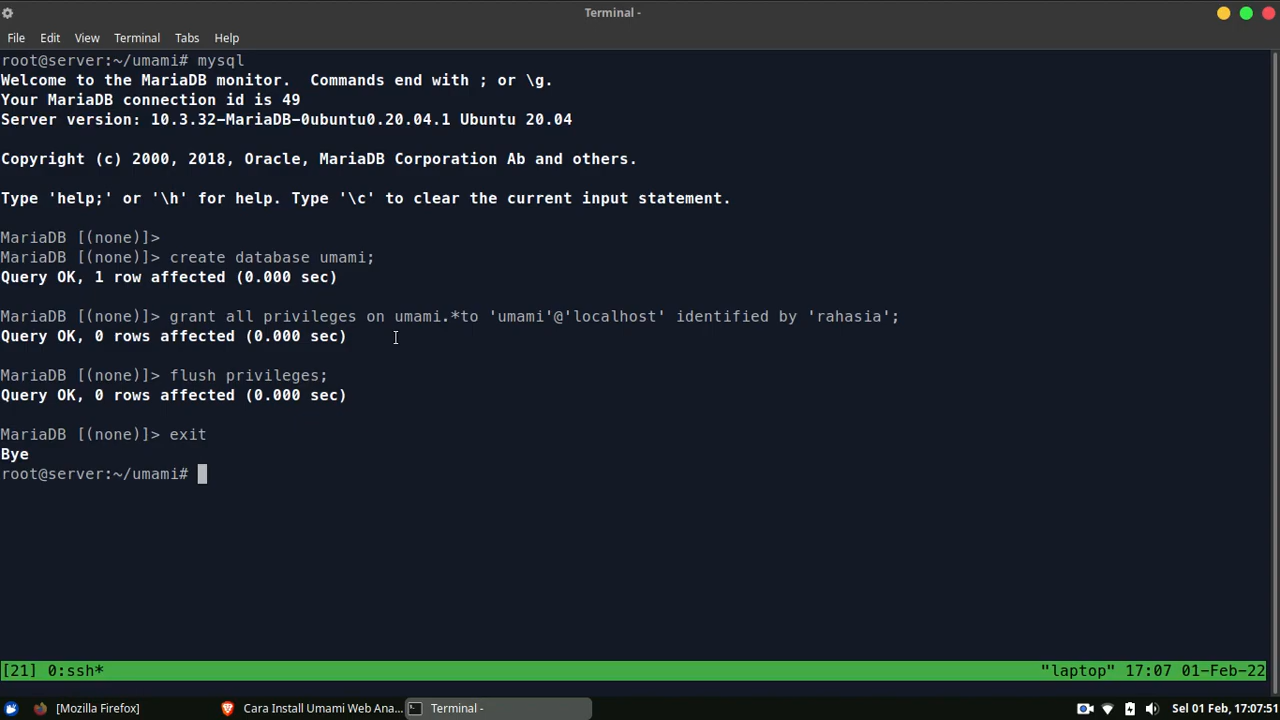 Terminal -
File Edit View Terminal Tabs Help
root@server:~/umami# mysql
Welcome to the MariaDB monitor.  Commands end with ; or \g.
Your MariaDB connection id is 49
Server version: 10.3.32-MariaDB-0ubuntu0.20.04.1 Ubuntu 20.04
Copyright (c) 2000, 2018, Oracle, MariaDB Corporation Ab and others.
Type 'help;' or '\h' for help. Type '\c' to clear the current input statement.
MariaDB [(none)]>
MariaDB [(none)]> create database umami;
Query OK, 1 row affected (0.000 sec)
MariaDB [(none)]> grant all privileges on umami.*to 'umami'@'localhost' identified by 'rahasia';
Query OK, 0 rows affected (0.000 sec)
MariaDB [(none)]> flush privileges;
Query OK, 0 rows affected (0.000 sec)
MariaDB [(none)]> exit
Bye
root@server:~/umami#
[21] 0:ssh* "laptop" 17:07 01-Feb-22
[Mozilla Firefox] Cara Install Umami Web Ana... Terminal - Sel 01 Feb, 17:07:51